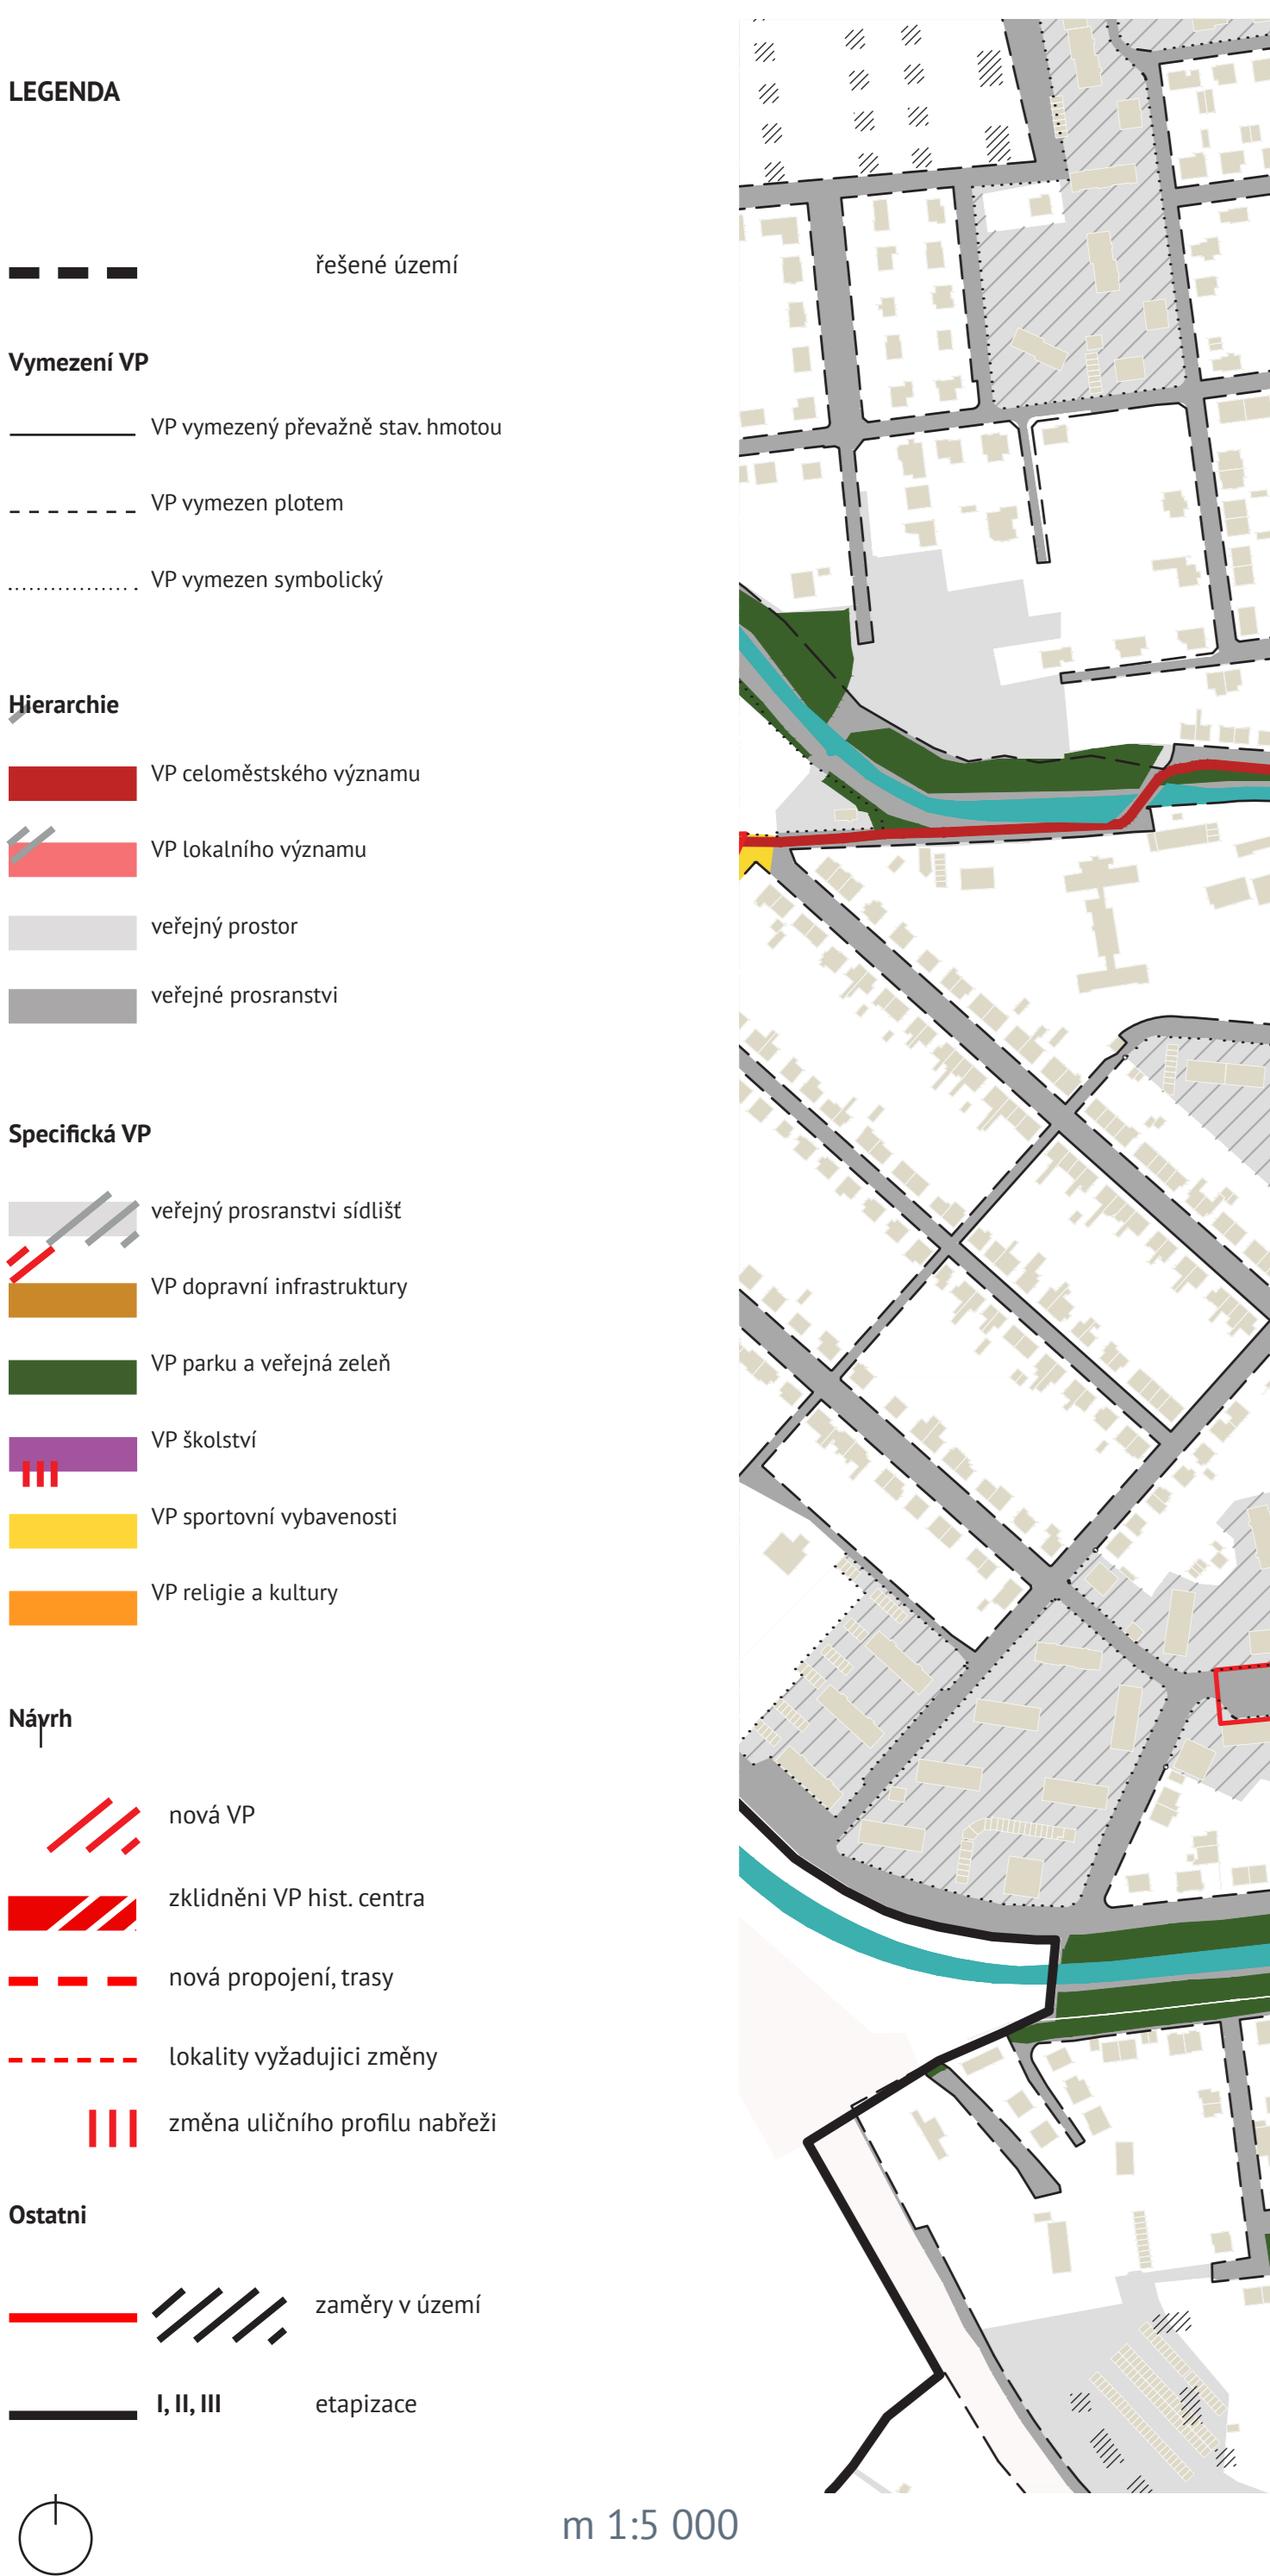 LEGENDA
řešené území
Vymezení VP
VP vymezený převažně stav. hmotou
VP vymezen plotem
VP vymezen symbolický
Hierarchie
VP celoměstského významu
VP lokalního významu
veřejný prostor
veřejné prosranstvi
Specifická VP
veřejný prosranstvi sídlišť
VP dopravní infrastruktury
VP parku a veřejná zeleň
VP školství
VP sportovní vybavenosti
VP religie a kultury
Návrh
nová VP
zklidněni VP hist. centra
nová propojení, trasy
lokality vyžadujici změny
změna uličního profilu nabřeži
Ostatni
zaměry v území
I, II, III etapizace
m 1:5 000